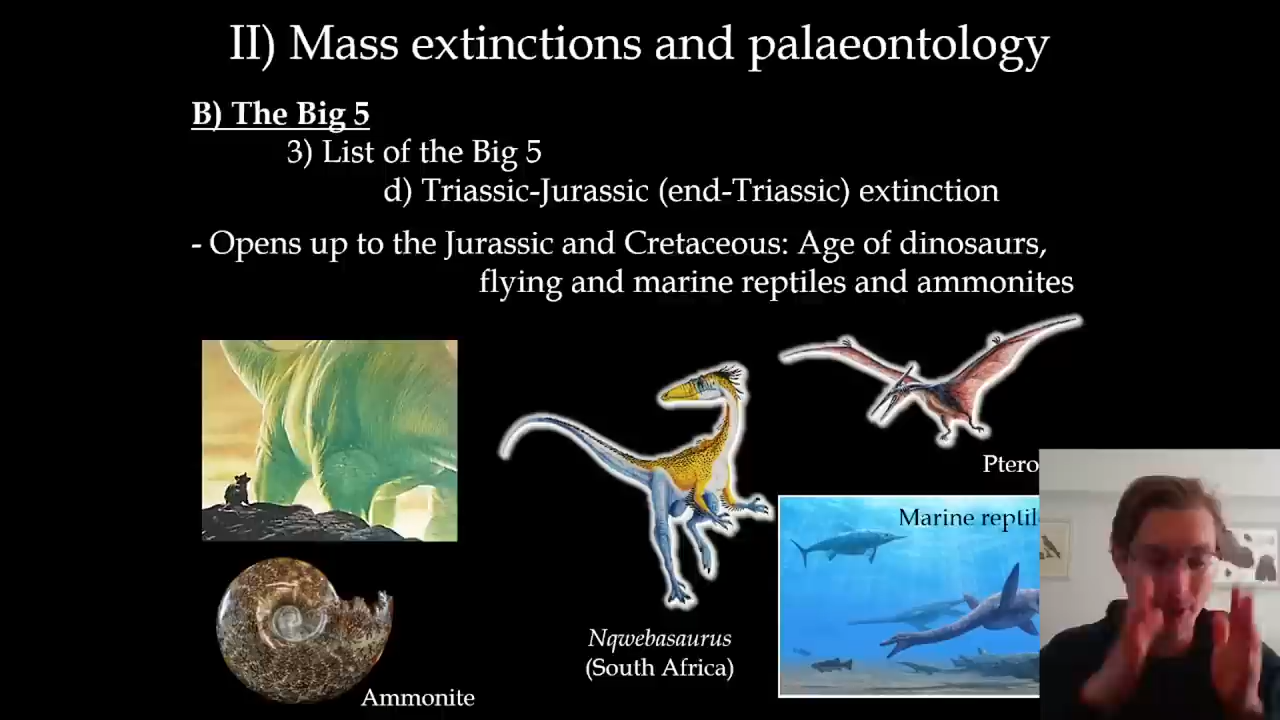 II) Mass extinctions and palaeontology
B) The Big 5
3) List of the Big 5
d) Triassic-Jurassic (end-Triassic) extinction
- Opens up to the Jurassic and Cretaceous: Age of dinosaurs,
flying and marine reptiles and ammonites
Ptero
Marine reptil
Nqwebasaurus
(South Africa)
Ammonite